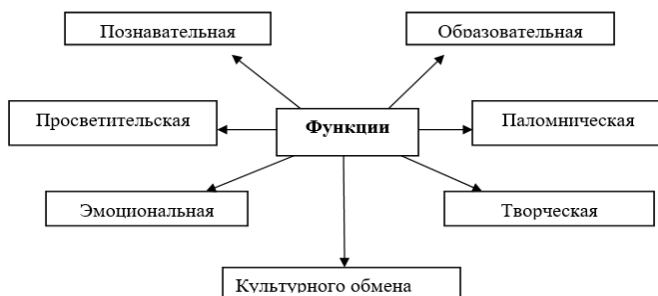 Познавательная
Образовательная
Просветительская
Функции
Паломническая
Эмоциональная
Творческая
Культурного обмена